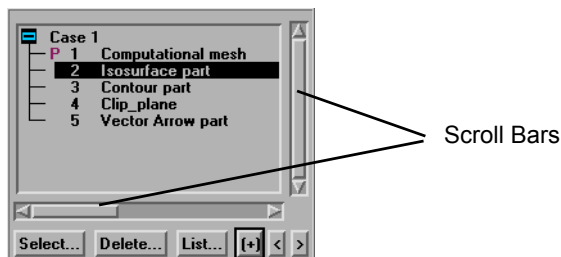 Case 1
P 1 Computational mesh
2 Isosurface part
3 Contour part
4 Clip_plane
5 Vector Arrow part
Scroll Bars
Select... Delete... List... (+) < >